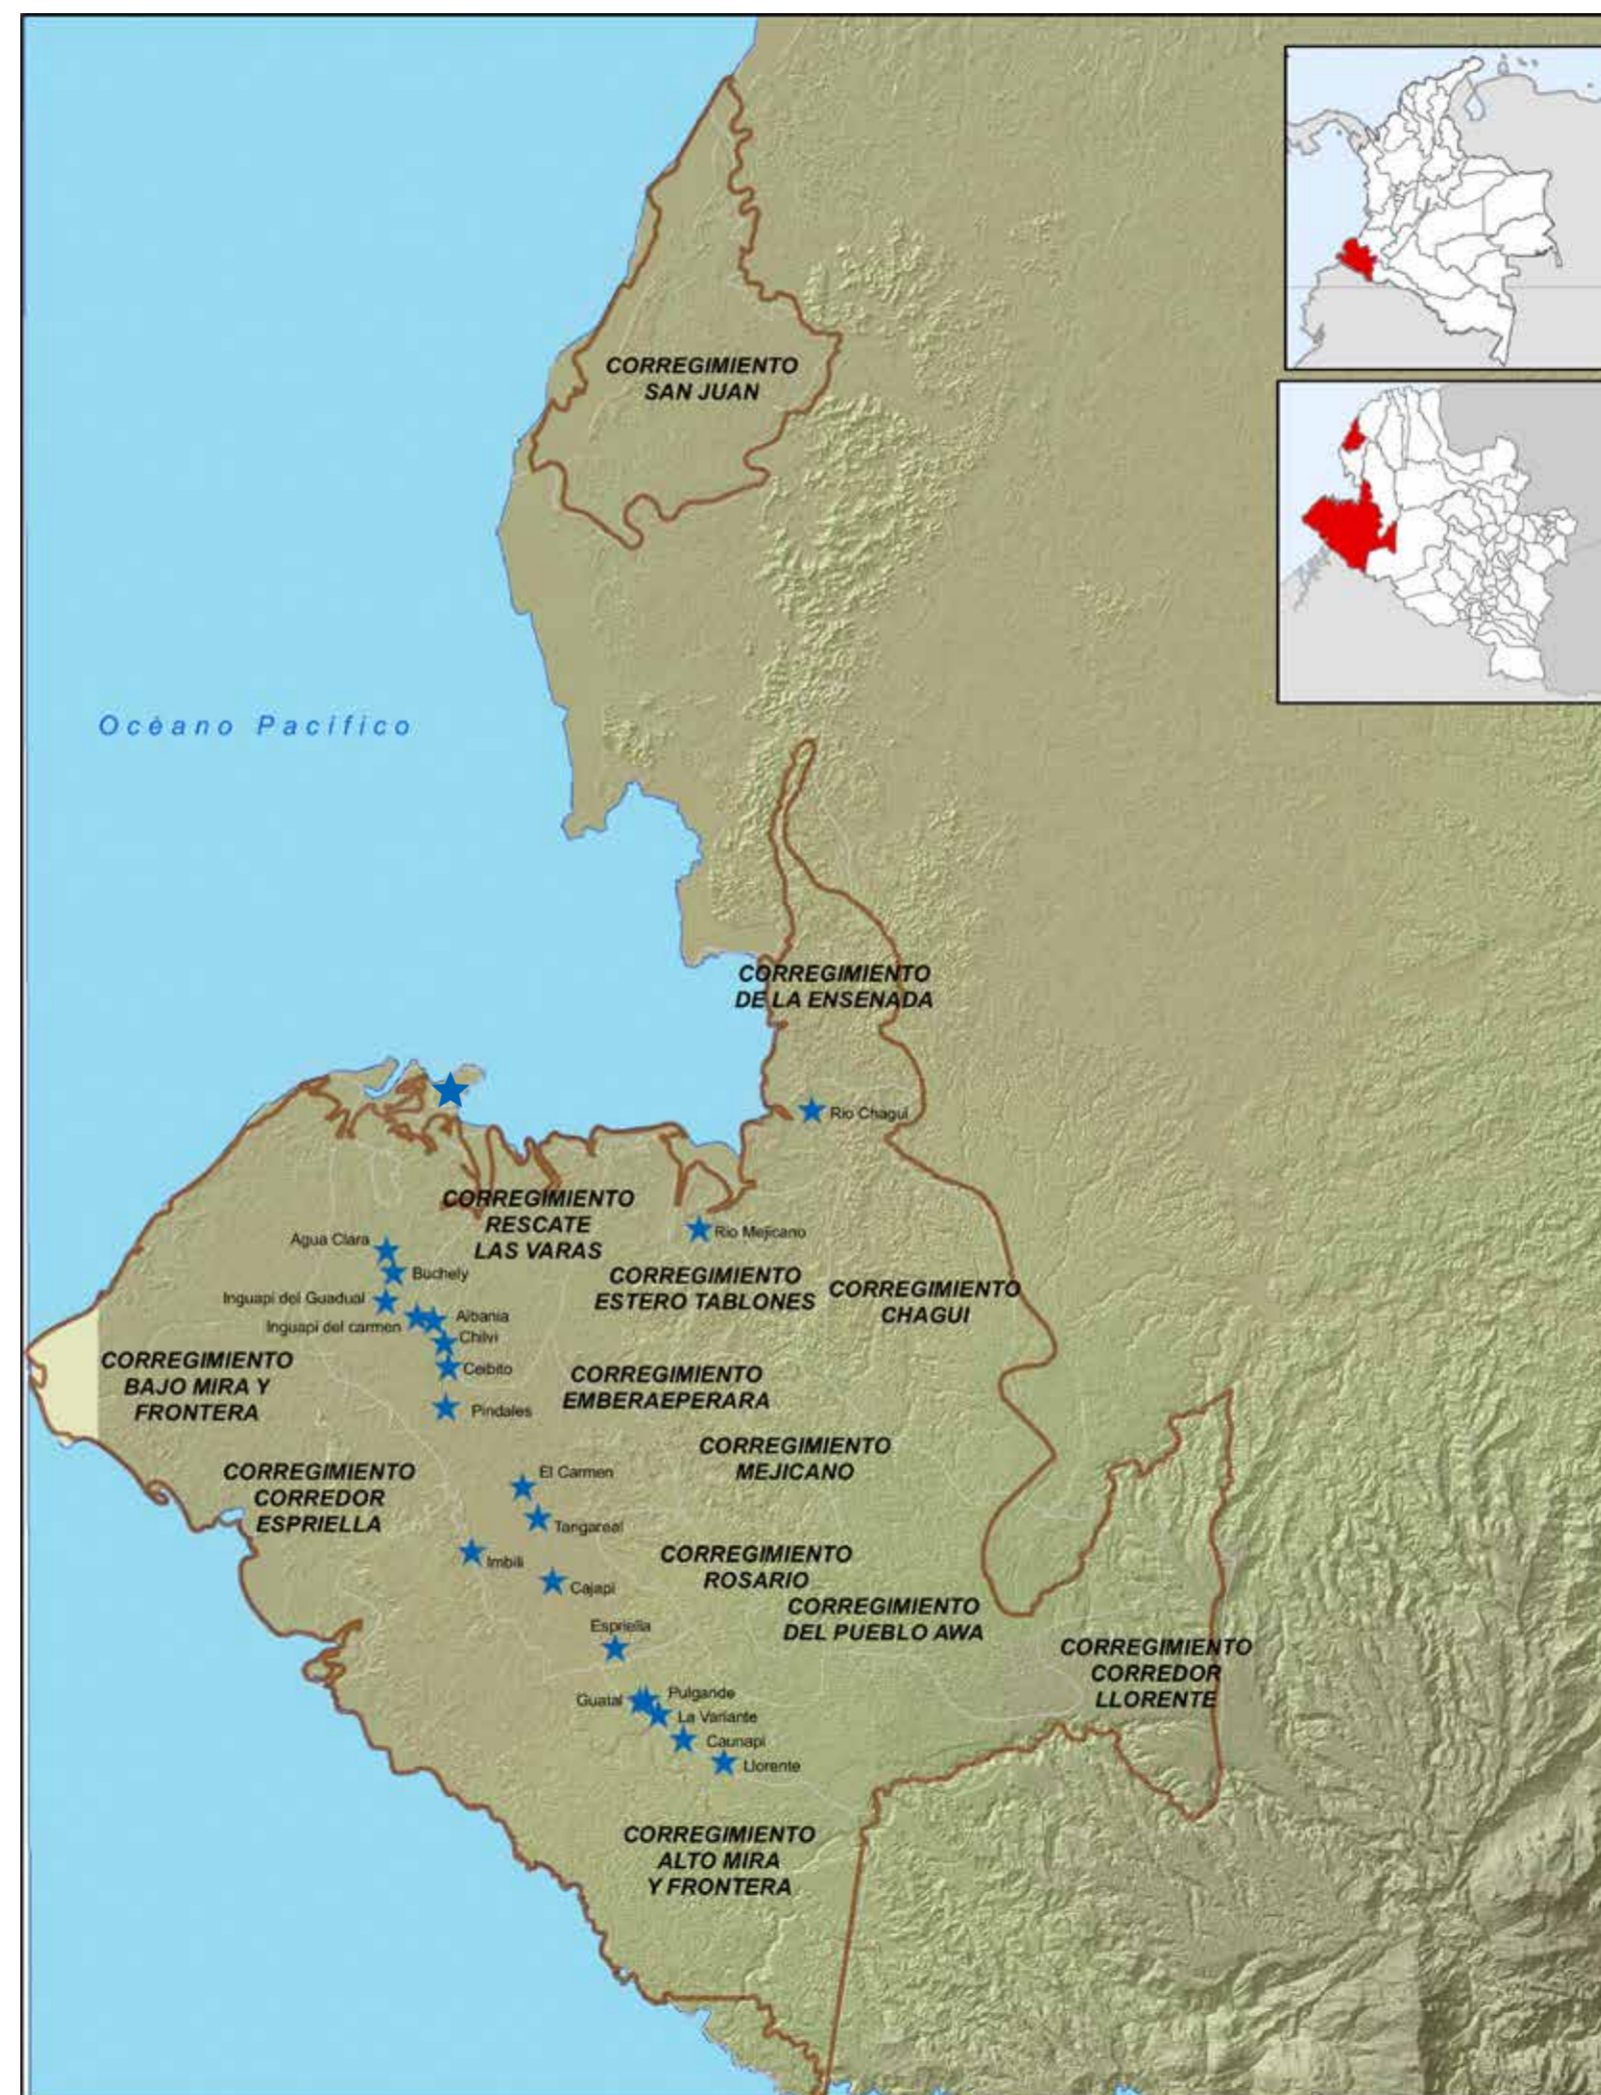 CORREGIMIENTO
SAN JUAN
Océano Pacífico
CORREGIMIENTO
DE LA ENSENADA
Rio Chagui
CORREGIMIENTO
RESCATE
LAS VARAS
Rio Mejicano
Agua Clara
Buchely
CORREGIMIENTO
ESTERO TABLONES
CORREGIMIENTO
CHAGUI
Inguapi del Guadual
Inguapi del carmen
Albania
Chilvi
Ceibito
CORREGIMIENTO
BAJO MIRA Y
FRONTERA
CORREGIMIENTO
EMBERAEPERARA
Pindales
CORREGIMIENTO
MEJICANO
CORREGIMIENTO
CORREDOR
ESPRIELLA
El Carmen
Tangareal
Imbili
CORREGIMIENTO
ROSARIO
Cajapi
CORREGIMIENTO
DEL PUEBLO AWA
Espriella
CORREGIMIENTO
CORREDOR
LLORENTE
Guatal
Pulgande
La Variante
Caunapi
Llorente
CORREGIMIENTO
ALTO MIRA
Y FRONTERA